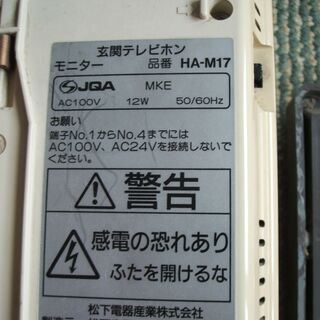 玄関テレビホン
モニター 品番 HA-M17
JQA MKE
AC100V 12W 50/60Hz
お願い
端子No.1からNo.4までには
AC100V、AC24Vを接続しないで
ください。
警告
感電の恐れあり
ふたを開けるな
松下電器産業株式会社